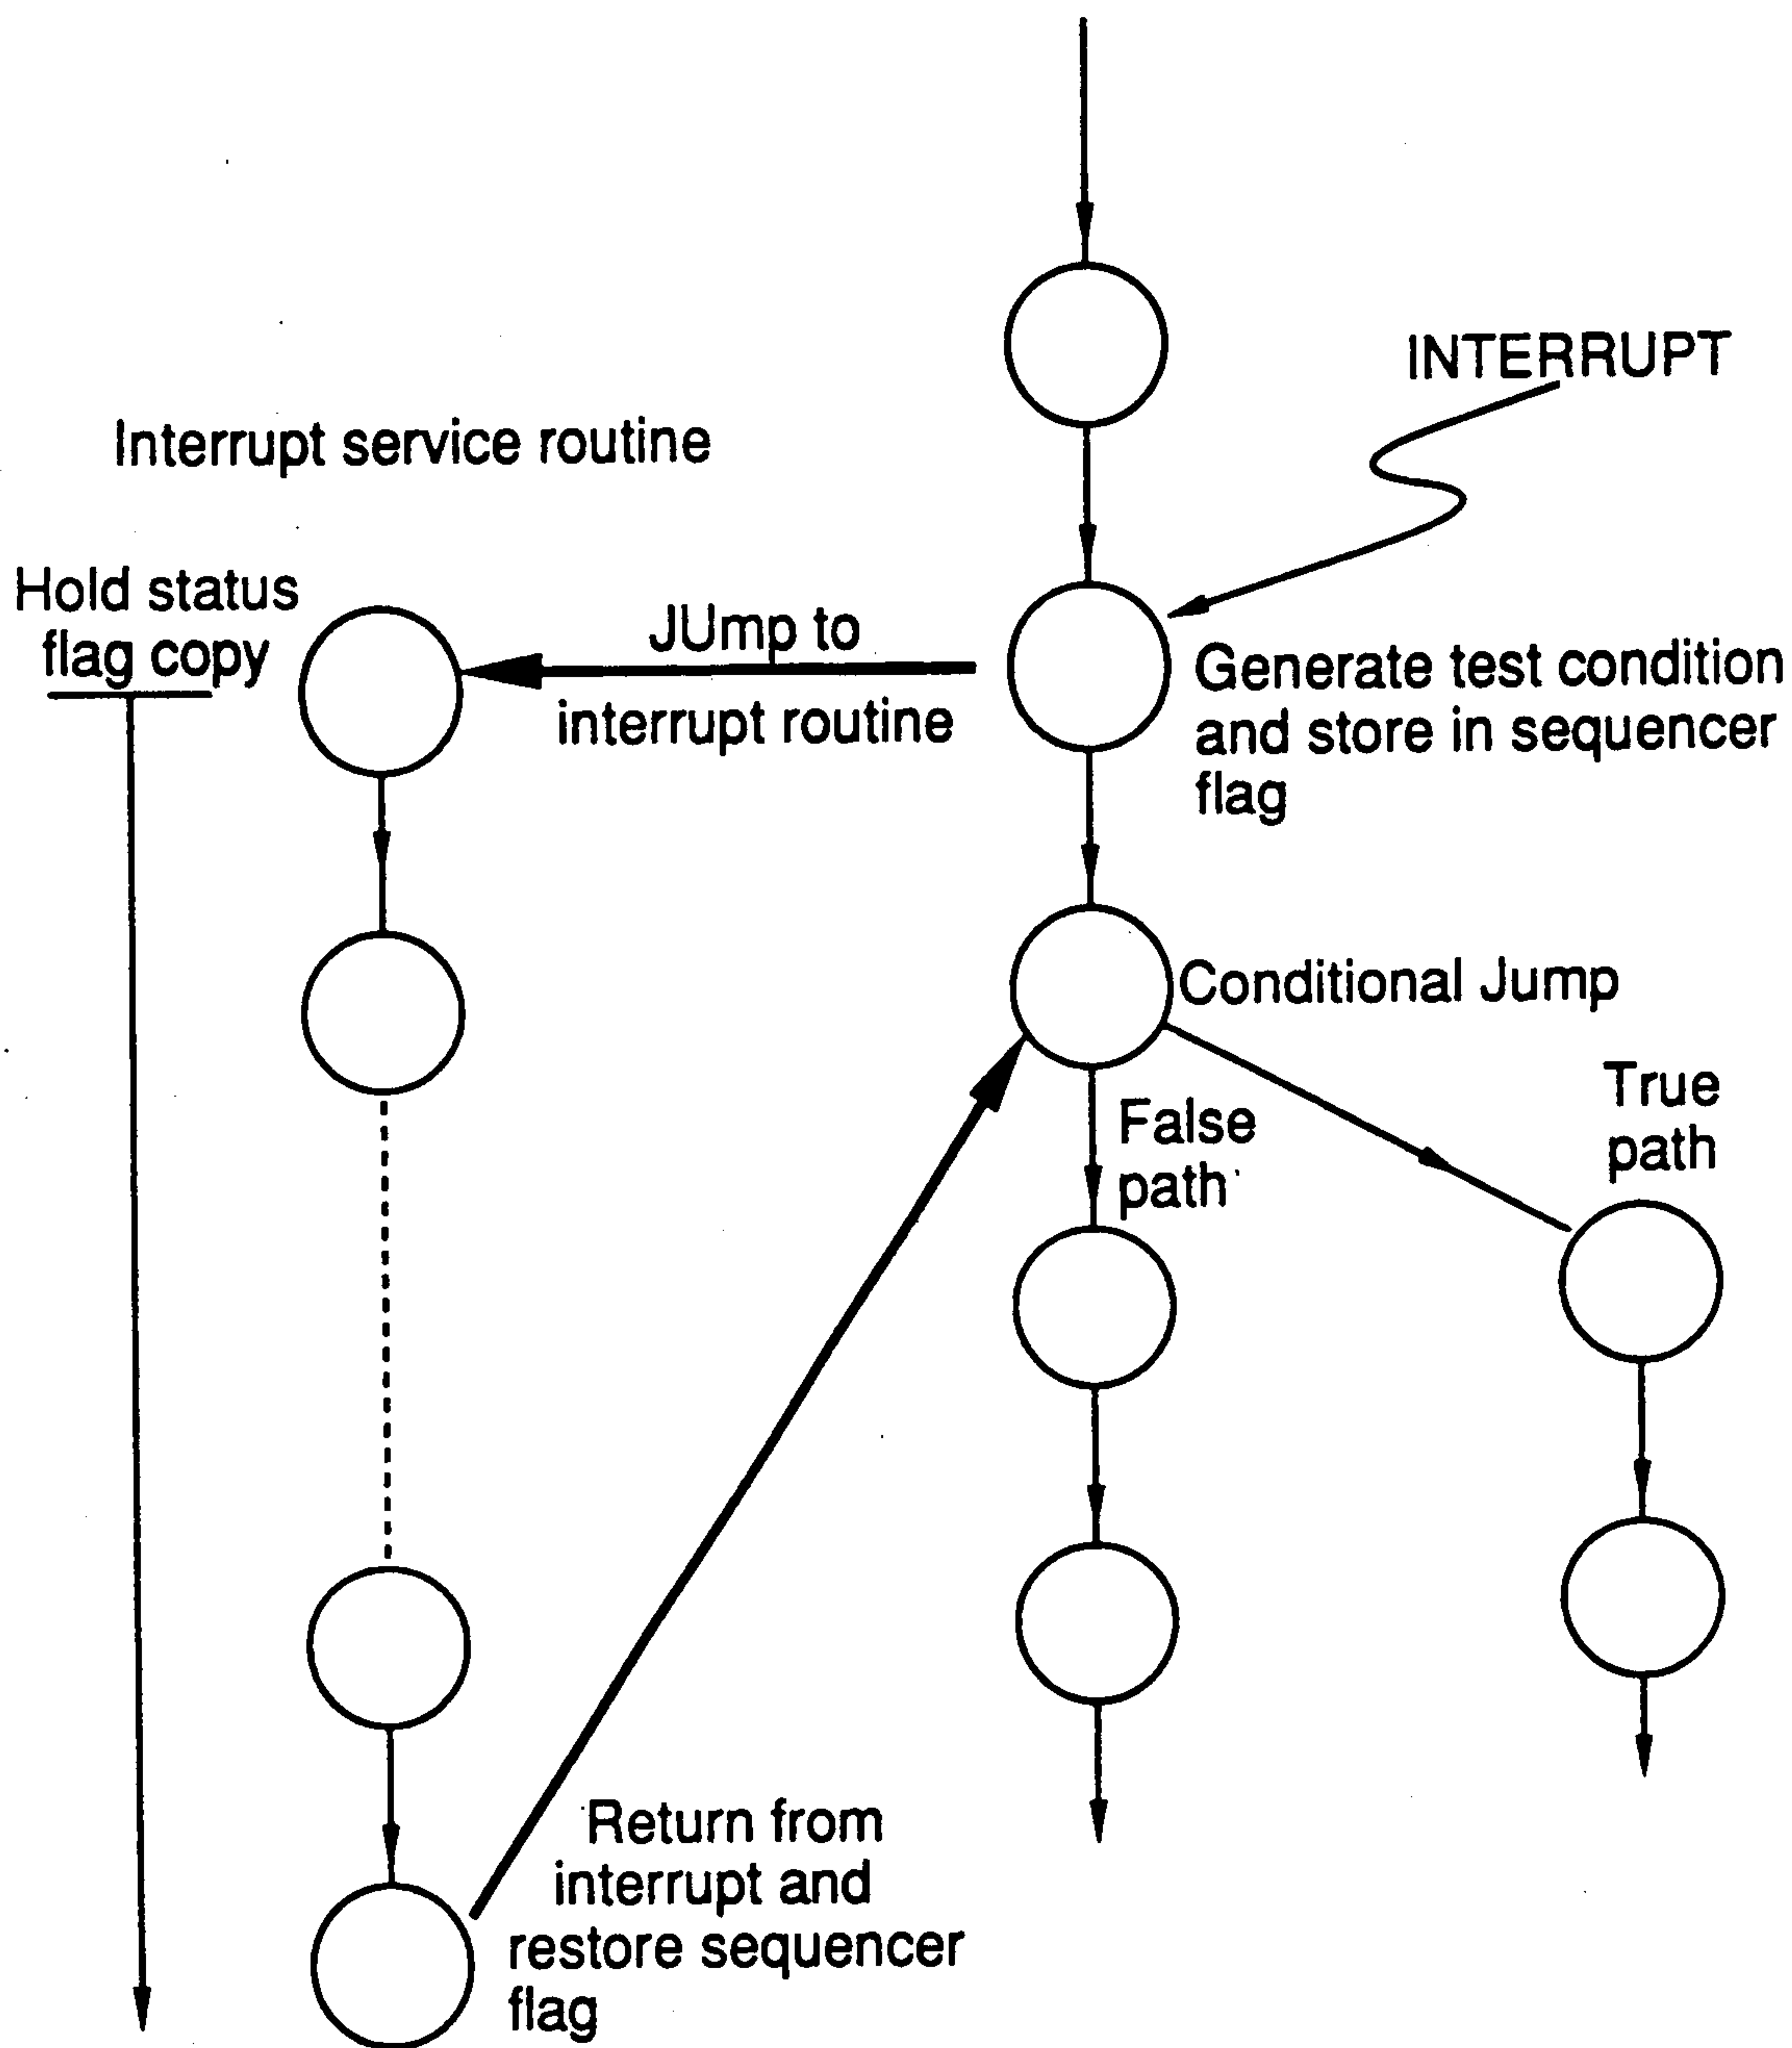 INTERRUPT
Interrupt service routine
Hold status
flag copy
JUmp to
interrupt routine
Generate test condition
and store in sequencer
flag
Conditional Jump
True
path
False
path
Return from
interrupt and
restore sequencer
flag